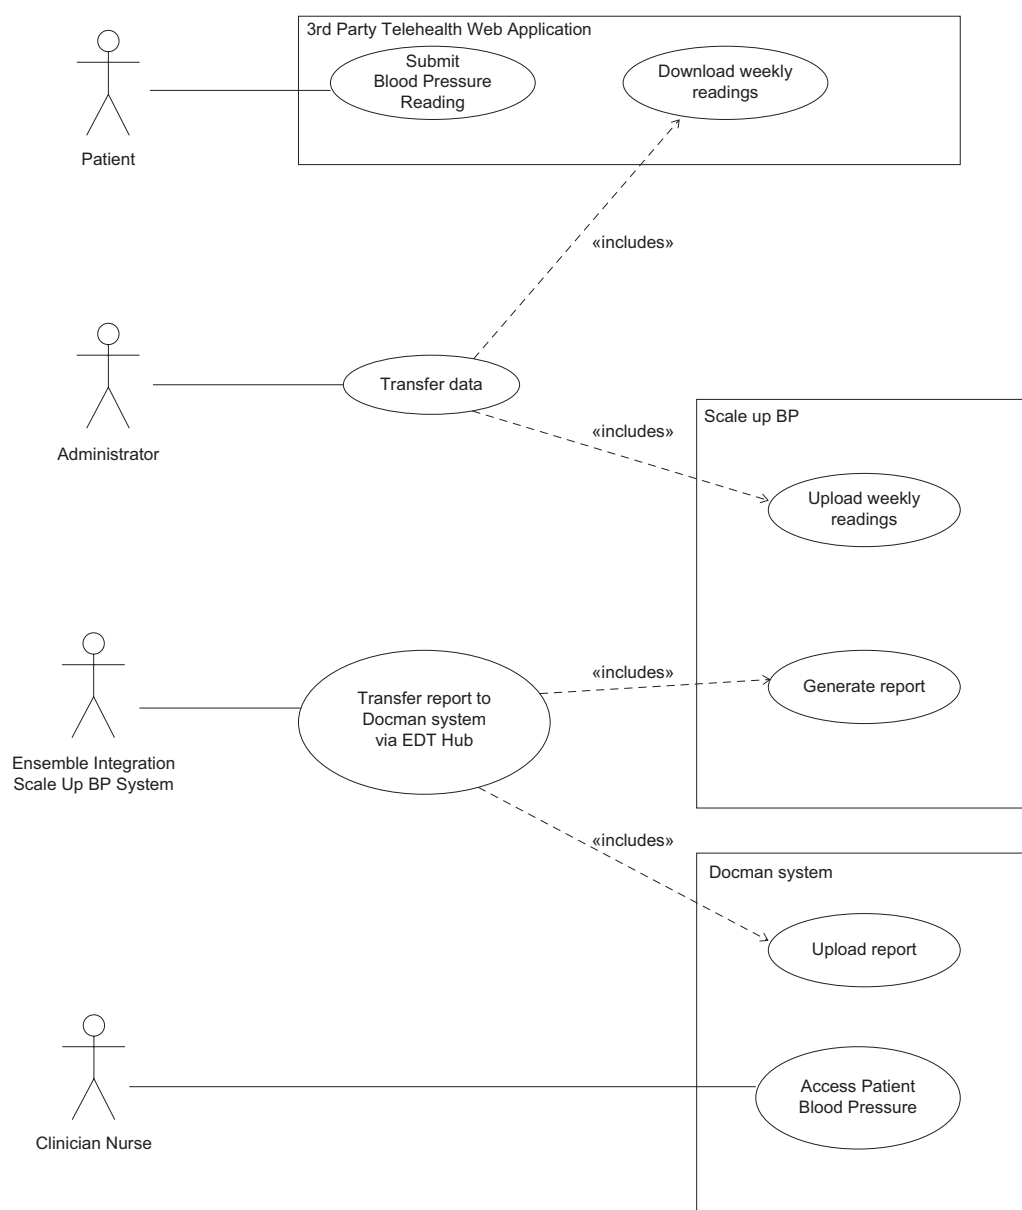 3rd Party Telehealth Web Application
Submit
Blood Pressure
Reading
Download weekly
readings
Patient
«includes»
Transfer data
Administrator
Scale up BP
«includes»
Upload weekly
readings
Transfer report to
Docman system
via EDT Hub
«includes»
Generate report
Ensemble Integration
Scale Up BP System
«includes»
Docman system
Upload report
Access Patient
Blood Pressure
Clinician Nurse